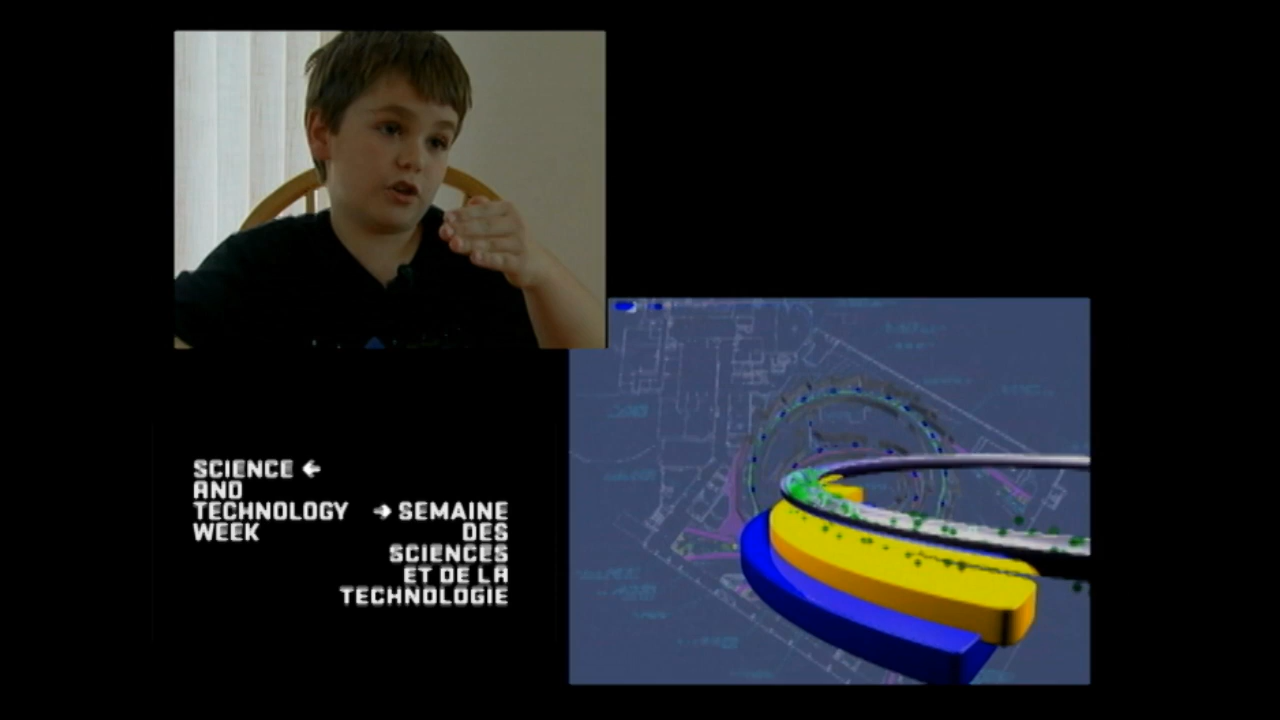 SCIENCE ←
AND
TECHNOLOGY
WEEK
→ SEMAINE
DES
SCIENCES
ET DE LA
TECHNOLOGIE